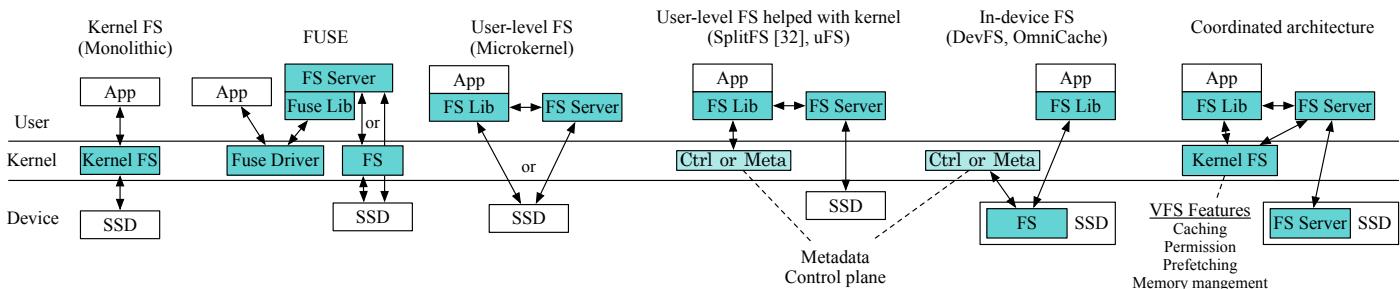 Kernel FS
(Monolithic)
FUSE
User-level FS
(Microkernel)
User-level FS helped with kernel
(SplitFS [32], uFS)
In-device FS
(DevFS, OmniCache)
Coordinated architecture
User
Kernel
Device
App
Kernel FS
SSD
App
FS Server
Fuse Lib
or
Fuse Driver
FS
SSD
App
FS Lib
FS Server
or
SSD
App
FS Lib
FS Server
Ctrl or Meta
SSD
Metadata
Control plane
App
FS Lib
Ctrl or Meta
FS
SSD
App
FS Lib
FS Server
Kernel FS
VFS Features
Caching
Permission
Prefetching
Memory mangement
FS Server
SSD